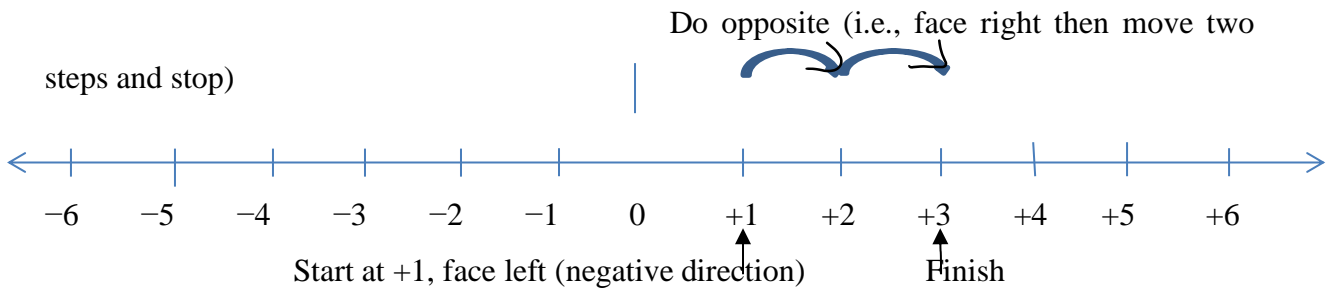 Do opposite (i.e., face right then move two
steps and stop)
−6 −5 −4 −3 −2 −1 0 +1 +2 +3 +4 +5 +6
Start at +1, face left (negative direction) Finish